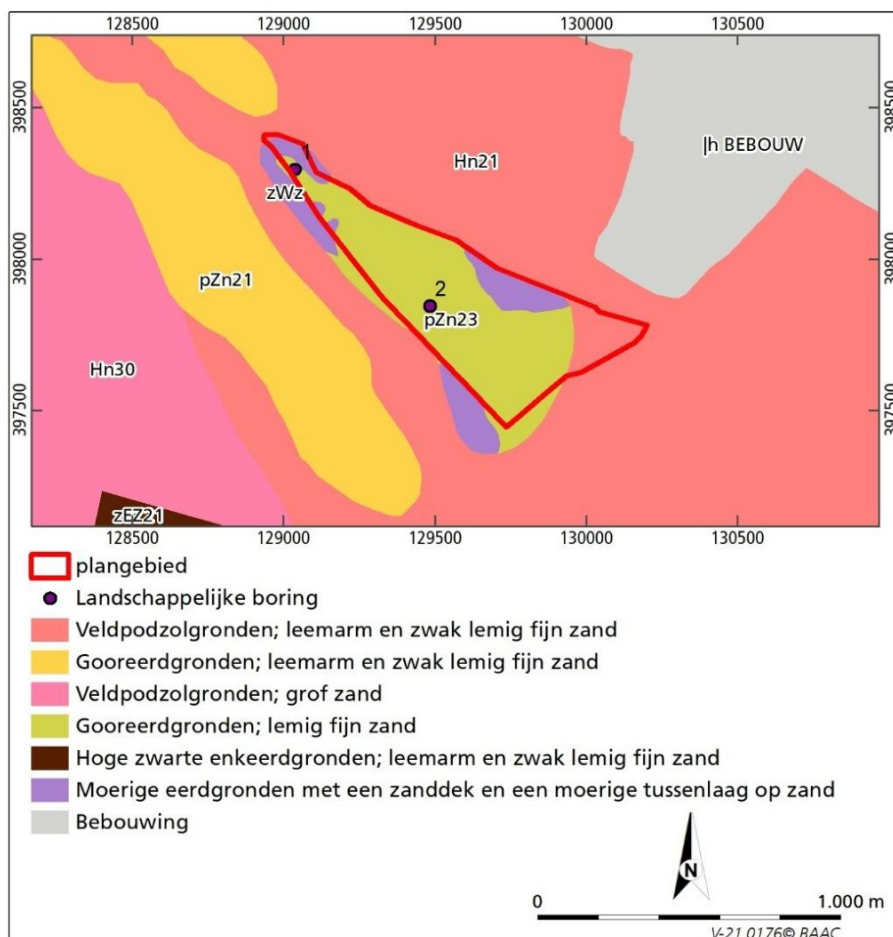 128500 129000 129500 130000 130500
398500 398500
1
Hn21
|h BEBOUW
zWz
398000 398000
pZn21
2
pZn23
Hn30
397500 397500
zEZ21
128500 129000 129500 130000 130500
plangebied
Landschappelijke boring
Veldpodzolgronden; leemarm en zwak lemig fijn zand
Gooreerdgronden; leemarm en zwak lemig fijn zand
Veldpodzolgronden; grof zand
Gooreerdgronden; lemig fijn zand
Hoge zwarte enkeerdgronden; leemarm en zwak lemig fijn zand
Moerige eerdgronden met een zanddek en een moerige tussenlaag op zand
Bebouwing
N
0 1.000 m
V-21.0176© BAAC